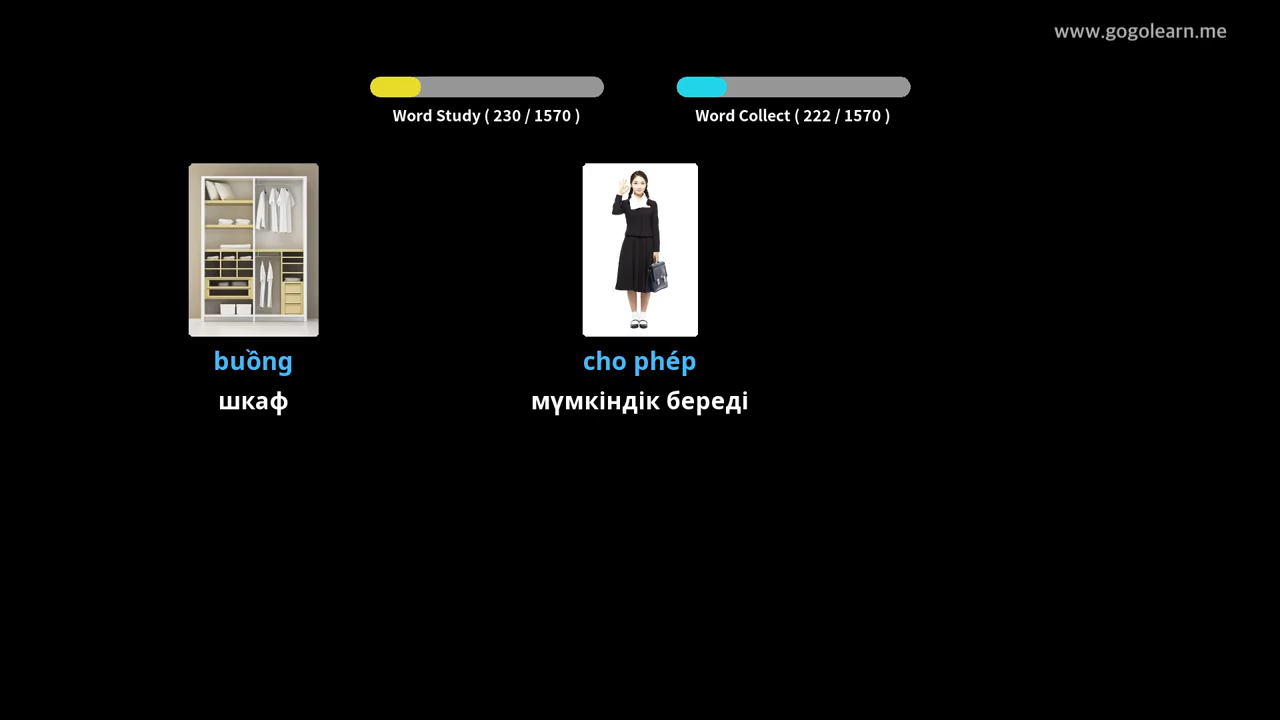 www.gogolearn.me
Word Study ( 230 / 1570 )
Word Collect ( 222 / 1570 )
buồng
cho phép
шкаф
мүмкіндік береді